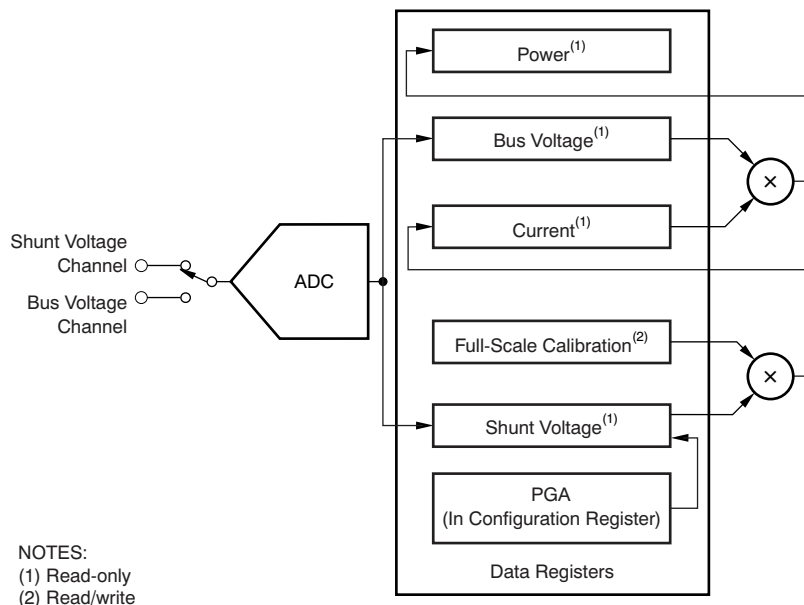 Power(1)
Bus Voltage(1)
Current(1)
Shunt Voltage
Channel
ADC
Bus Voltage
Channel
Full-Scale Calibration(2)
Shunt Voltage(1)
PGA
(In Configuration Register)
Data Registers
×
×
NOTES:
(1) Read-only
(2) Read/write